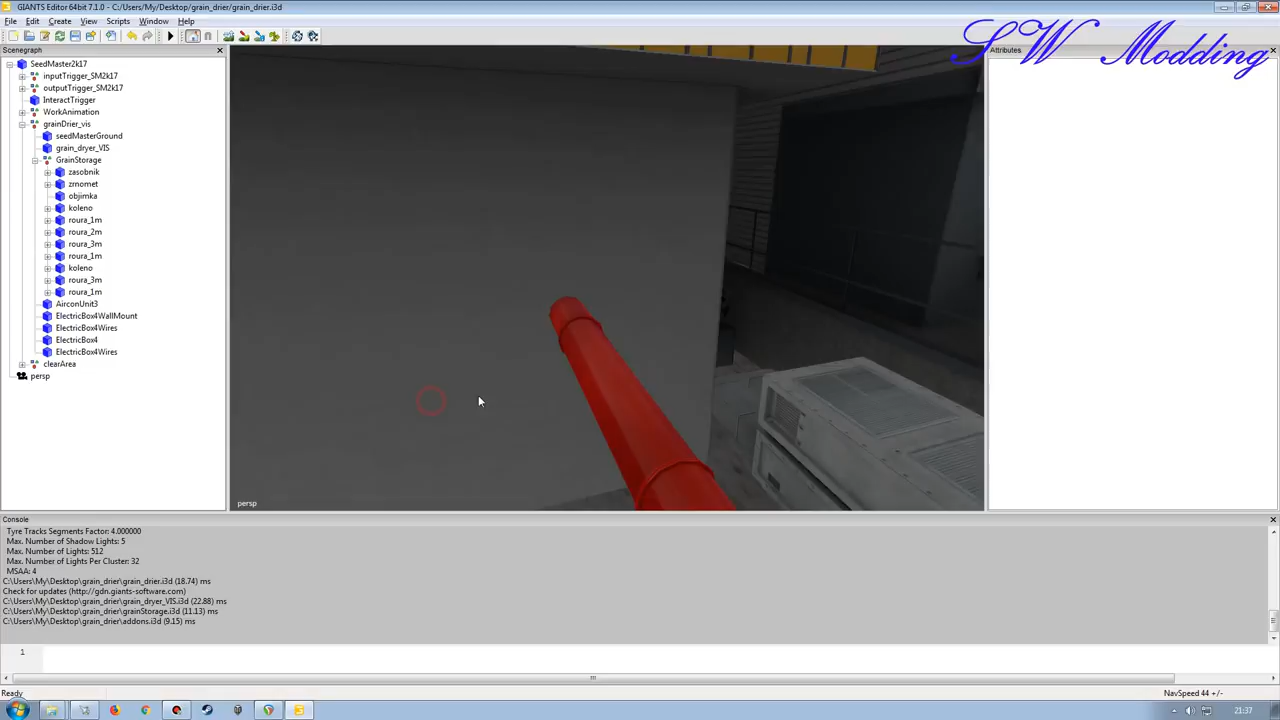 GIANTS Editor 64bit 7.1.0 - C:/Users/My/Desktop/grain_drier/grain_drier.i3d
File Edit Create View Scripts Window Help
SW Modding
Scenegraph
Attributes
SeedMaster2k17
inputTrigger_SM2k17
outputTrigger_SM2k17
InteractTrigger
WorkAnimation
grainDrier_vis
seedMasterGround
grain_dryer_VIS
GrainStorage
zasobnik
zrnomet
objimka
koleno
roura_1m
roura_2m
roura_3m
roura_1m
koleno
roura_3m
roura_1m
AirconUnit3
ElectricBox4WallMount
ElectricBox4Wires
ElectricBox4
ElectricBox4Wires
clearArea
persp
persp
Console
Tyre Tracks Segments Factor: 4.000000
Max. Number of Shadow Lights: 5
Max. Number of Lights: 512
Max. Number of Lights Per Cluster: 32
MSAA: 4
C:\Users\My\Desktop\grain_drier\grain_drier.i3d (18.74) ms
Check for updates (http://gdn.giants-software.com)
C:\Users\My\Desktop\grain_drier\grain_dryer_VIS.i3d (22.88) ms
C:\Users\My\Desktop\grain_drier\grainStorage.i3d (11.13) ms
C:\Users\My\Desktop\grain_drier\addons.i3d (9.15) ms
1
Ready
NavSpeed 44 +/-
21:37